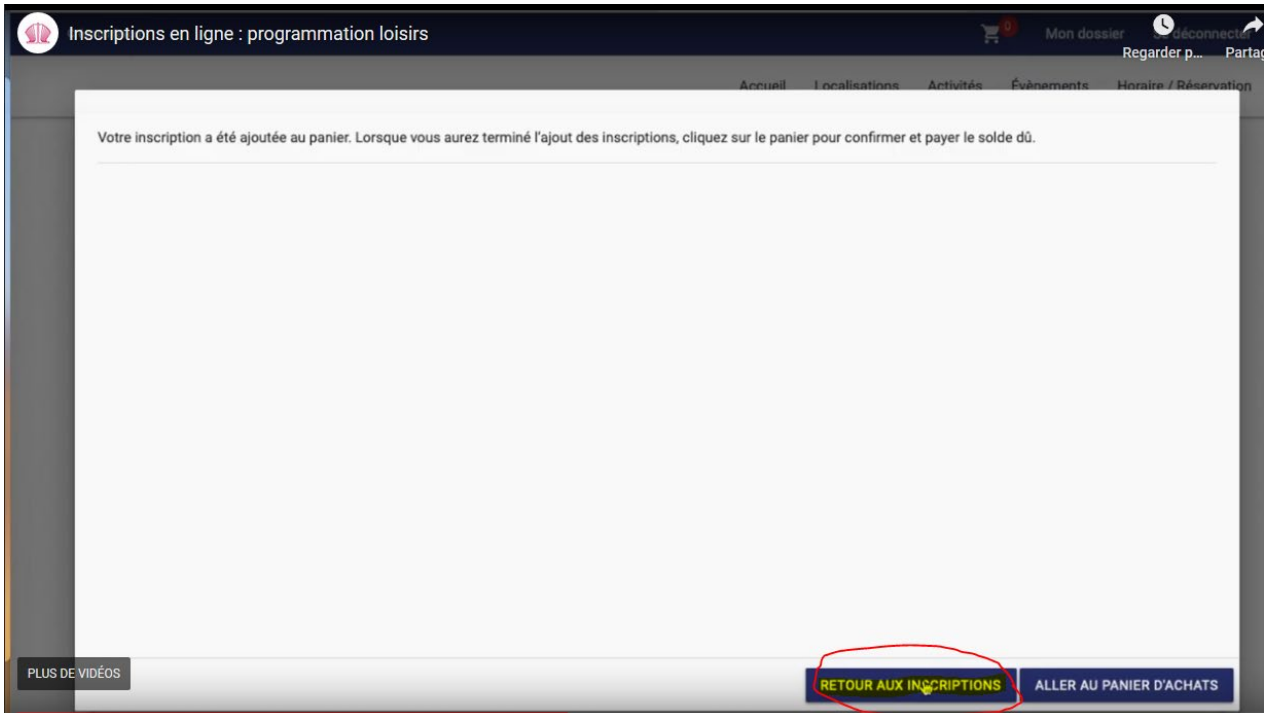 Inscriptions en ligne : programmation loisirs
0
Mon dossier
Se déconnecter
Regarder p...
Partag
Accueil Localisations Activités Évènements Horaire / Réservation
Votre inscription a été ajoutée au panier. Lorsque vous aurez terminé l'ajout des inscriptions, cliquez sur le panier pour confirmer et payer le solde dû.
PLUS DE VIDÉOS
RETOUR AUX INSCRIPTIONS
ALLER AU PANIER D'ACHATS